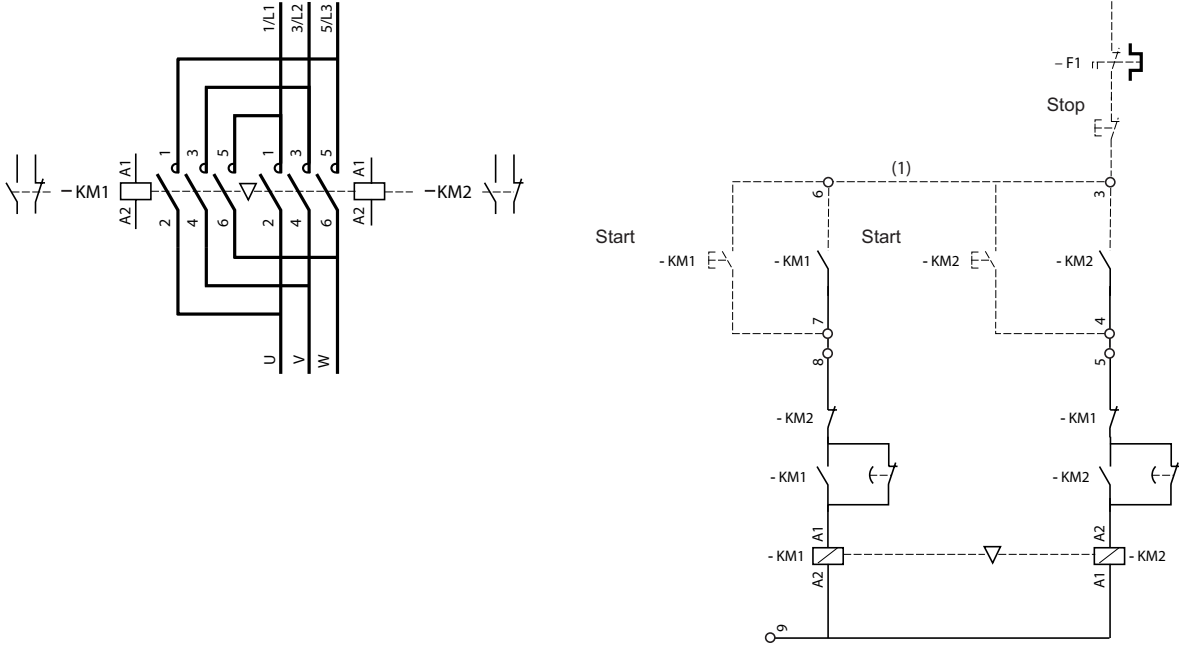 1/L1
3/L2
5/L3
1
3
5
1
3
5
A1
A2
– KM1
2
4
6
2
4
6
A1
A2
– KM2
U
V
W
– F1
Stop
(1)
6
3
Start
- KM1
- KM1
Start
- KM2
- KM2
7
4
8
5
- KM2
- KM1
- KM1
- KM2
A1
A2
- KM1
- KM2
A2
A1
9